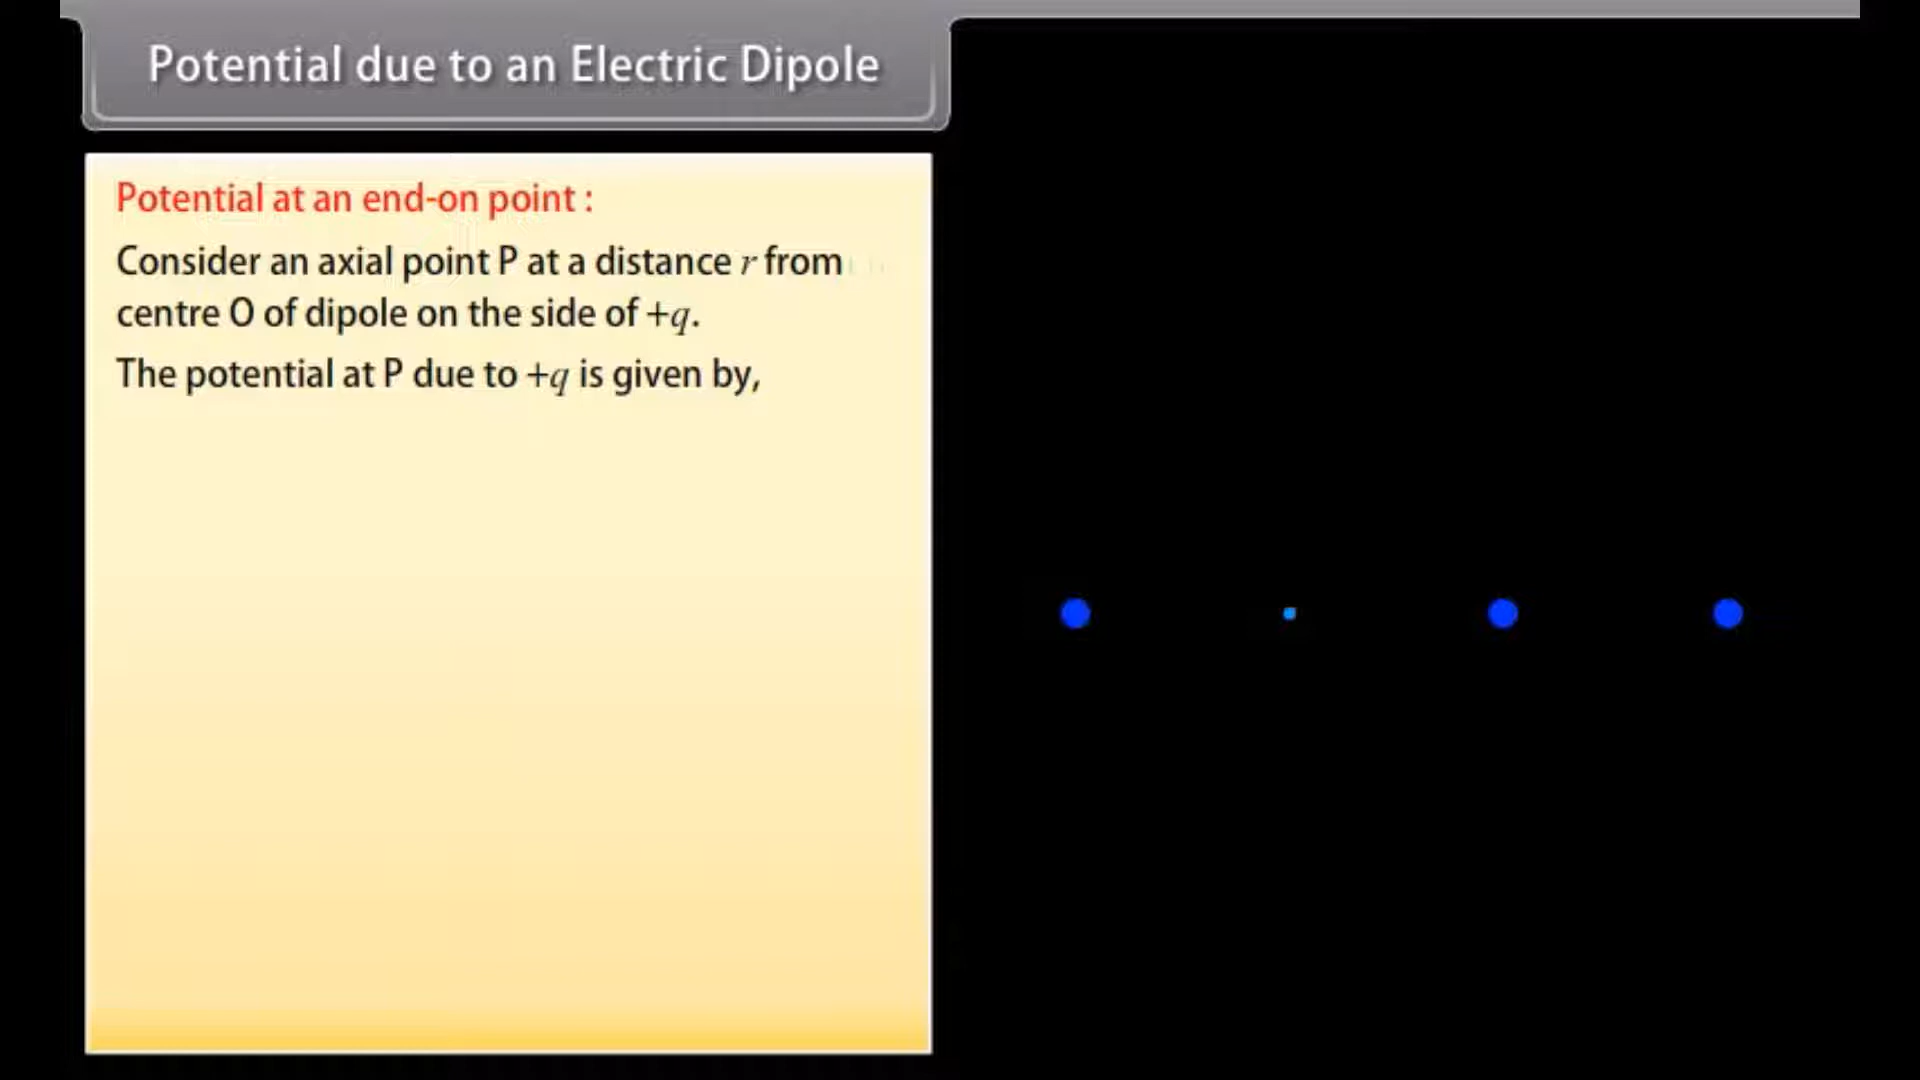 Potential due to an Electric Dipole
Potential at an end-on point :
Consider an axial point P at a distance r from
centre O of dipole on the side of +q.
The potential at P due to +q is given by,